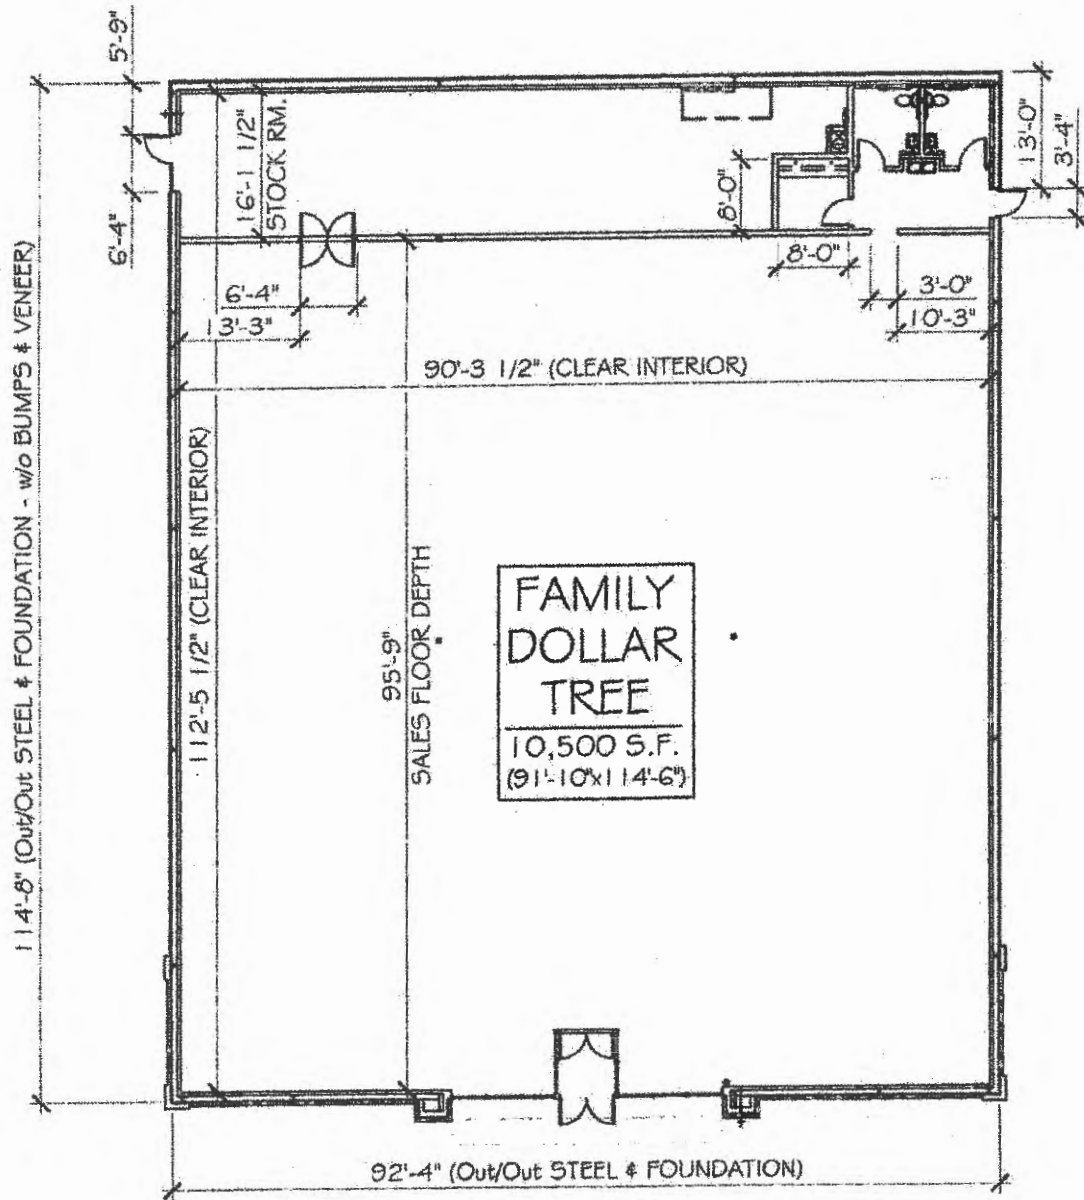 5'-9"
16'-1 1/2"
STOCK RM.
13'-0"
3'-4"
6'-4"
8'-0"
8'-0"
6'-4"
13'-3"
3'-0"
10'-3"
90'-3 1/2" (CLEAR INTERIOR)
114'-8" (Out/Out STEEL & FOUNDATION - w/o BUMPS & VENEER)
112'-5 1/2" (CLEAR INTERIOR)
95'-9"
SALES FLOOR DEPTH
FAMILY
DOLLAR
TREE
10,500 S.F.
(91'-10"x114'-6")
92'-4" (Out/Out STEEL & FOUNDATION)